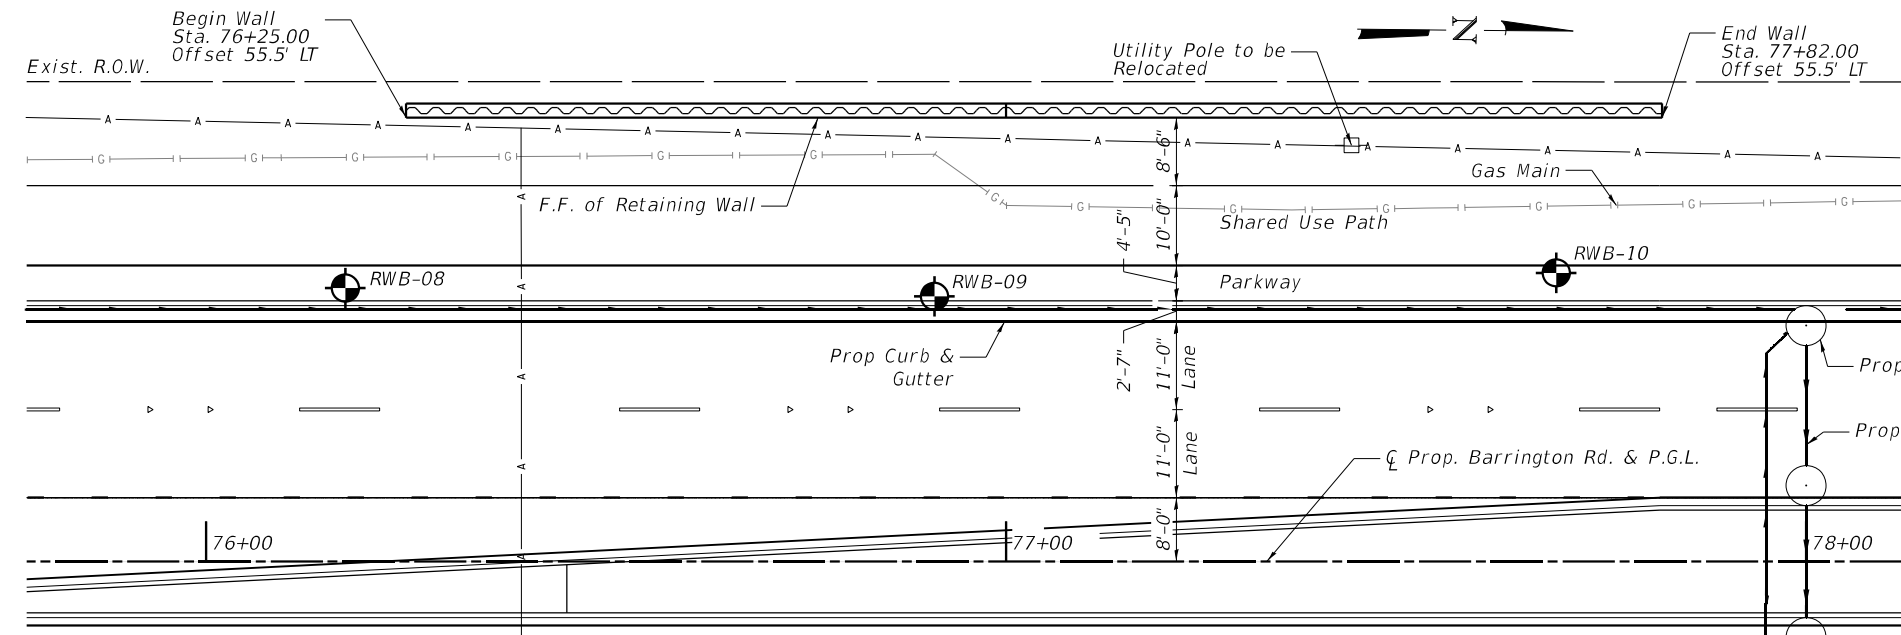 Begin Wall
Sta. 76+25.00
Offset 55.5' LT
Exist. R.O.W.
N
Utility Pole to be
Relocated
End Wall
Sta. 77+82.00
Offset 55.5' LT
A A A A A A A A A A A A A A A A A A A A
G G G G G G
8'-6"
Gas Main
A
F.F. of Retaining Wall
G G G G G G G
10'-0"
4'-5"
Shared Use Path
RWB-08
A
RWB-09
Parkway
RWB-10
Prop Curb &
Gutter
2'-7"
11'-0"
Lane
Prop
A
11'-0"
Lane
Prop
A
℄ Prop. Barrington Rd. & P.G.L.
76+00
A
77+00
8'-0"
78+00